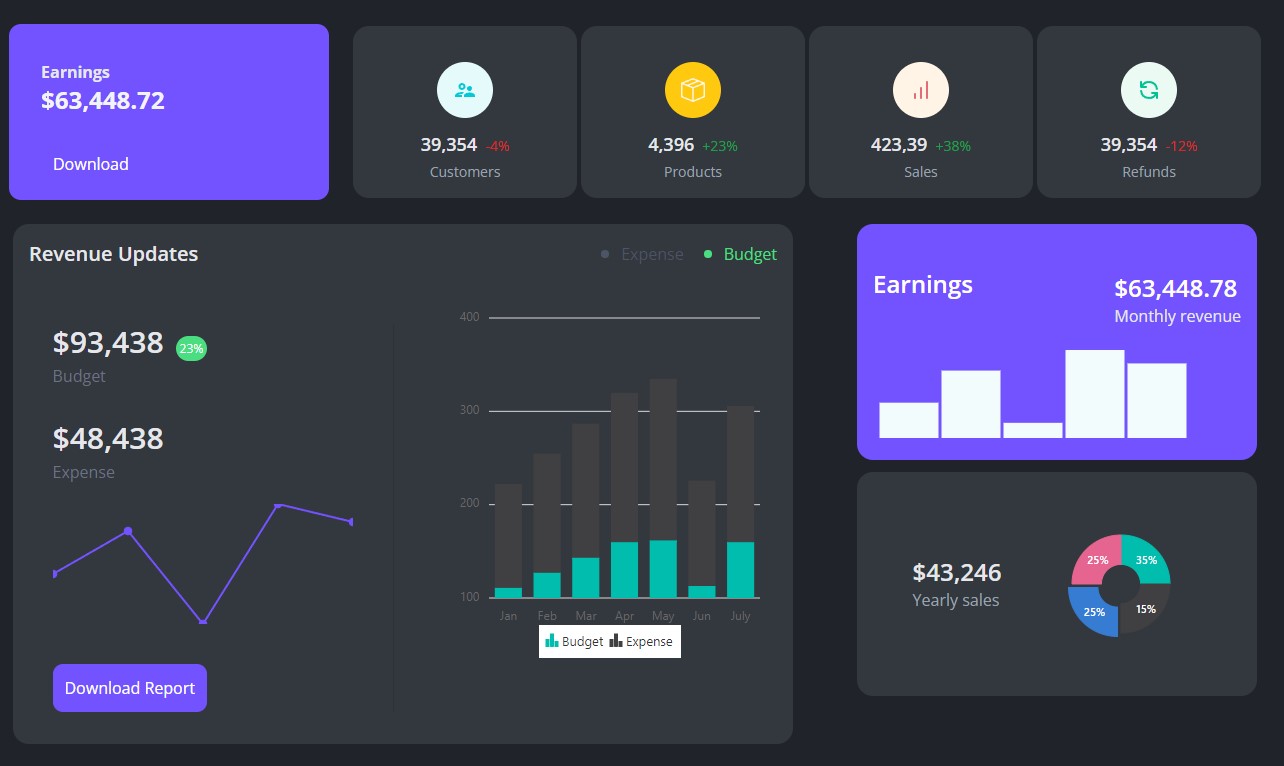 Earnings
$63,448.72
Download
39,354 -4%
Customers
4,396 +23%
Products
423,39 +38%
Sales
39,354 -12%
Refunds
Revenue Updates
Expense Budget
$93,438 23%
Budget
$48,438
Expense
Download Report
400
300
200
100
Jan Feb Mar Apr May Jun July
Budget Expense
Earnings
$63,448.78
Monthly revenue
$43,246
Yearly sales
25% 35%
25% 15%